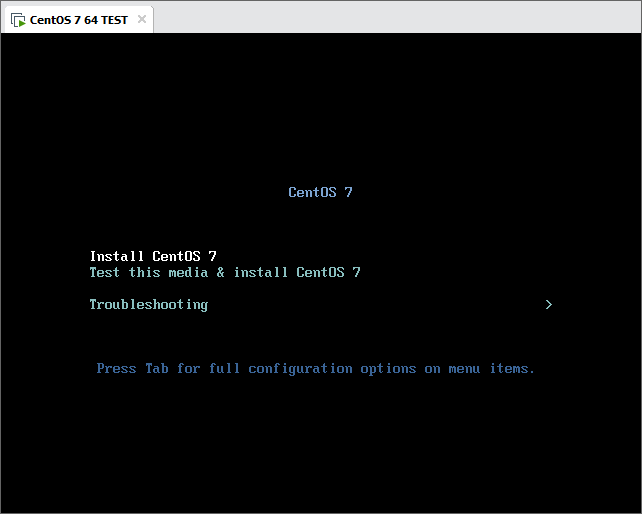 CentOS 7 64 TEST
CentOS 7
Install CentOS 7
Test this media & install CentOS 7
Troubleshooting >
Press Tab for full configuration options on menu items.